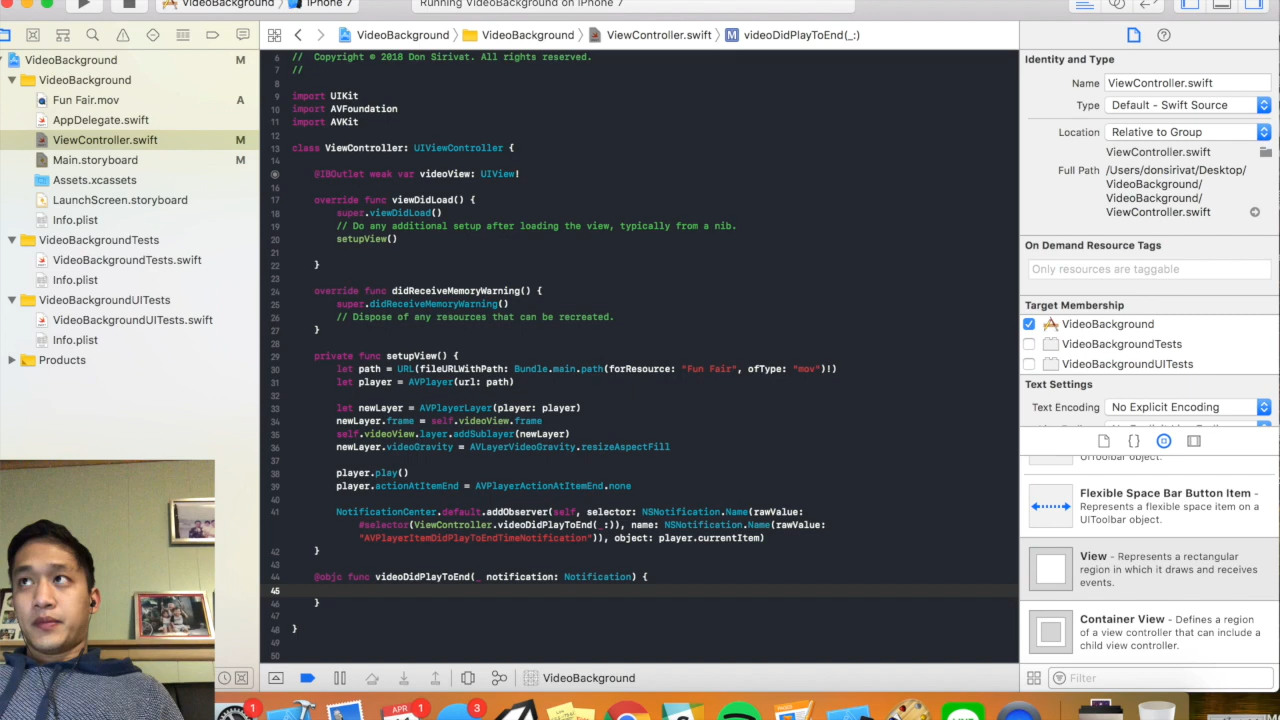 VideoBackground
iPhone 7
Running VideoBackground on iPhone 7
VideoBackground
VideoBackground
ViewController.swift
M
videoDidPlayToEnd(_:)
VideoBackground
M
VideoBackground
Fun Fair.mov
A
AppDelegate.swift
ViewController.swift
M
Main.storyboard
M
Assets.xcassets
LaunchScreen.storyboard
Info.plist
VideoBackgroundTests
VideoBackgroundTests.swift
Info.plist
VideoBackgroundUITests
VideoBackgroundUITests.swift
Info.plist
Products
6 // Copyright © 2018 Don Sirivat. All rights reserved.
7 //
8
9 import UIKit
10 import AVFoundation
11 import AVKit
12
13 class ViewController: UIViewController {
14
@IBOutlet weak var videoView: UIView!
16
17 override func viewDidLoad() {
18 super.viewDidLoad()
19 // Do any additional setup after loading the view, typically from a nib.
20 setupView()
21
22 }
23
24 override func didReceiveMemoryWarning() {
25 super.didReceiveMemoryWarning()
26 // Dispose of any resources that can be recreated.
27 }
28
29 private func setupView() {
30 let path = URL(fileURLWithPath: Bundle.main.path(forResource: "Fun Fair", ofType: "mov")!)
31 let player = AVPlayer(url: path)
32
33 let newLayer = AVPlayerLayer(player: player)
34 newLayer.frame = self.videoView.frame
35 self.videoView.layer.addSublayer(newLayer)
36 newLayer.videoGravity = AVLayerVideoGravity.resizeAspectFill
37
38 player.play()
39 player.actionAtItemEnd = AVPlayerActionAtItemEnd.none
40
41 NotificationCenter.default.addObserver(self, selector: NSNotification.Name(rawValue:
#selector(ViewController.videoDidPlayToEnd(_:)), name: NSNotification.Name(rawValue:
"AVPlayerItemDidPlayToEndTimeNotification")), object: player.currentItem)
42 }
43
44 @objc func videoDidPlayToEnd(_ notification: Notification) {
45
46 }
47
48 }
49
50
VideoBackground
Identity and Type
Name
ViewController.swift
Type
Default - Swift Source
Location
Relative to Group
ViewController.swift
Full Path
/Users/donsirivat/Desktop/
VideoBackground/
VideoBackground/
ViewController.swift
On Demand Resource Tags
Only resources are taggable
Target Membership
VideoBackground
VideoBackgroundTests
VideoBackgroundUITests
Text Settings
Text Encoding
No Explicit Encoding
UIToolbar object.
Flexible Space Bar Button Item -
Represents a flexible space item on a
UIToolbar object.
View - Represents a rectangular
region in which it draws and receives
events.
Container View - Defines a region
of a view controller that can include a
child view controller.
Filter
APR
1
1
3